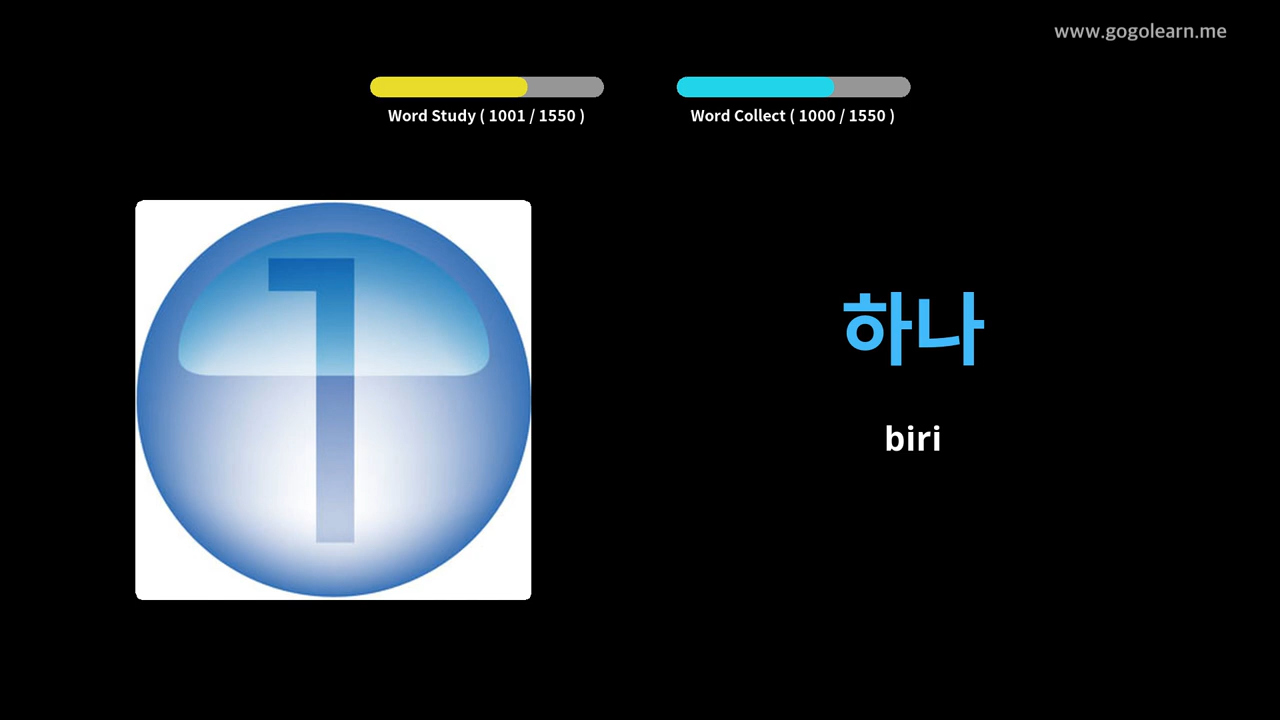 www.gogolearn.me
Word Study ( 1001 / 1550 )
Word Collect ( 1000 / 1550 )
1
하나
biri